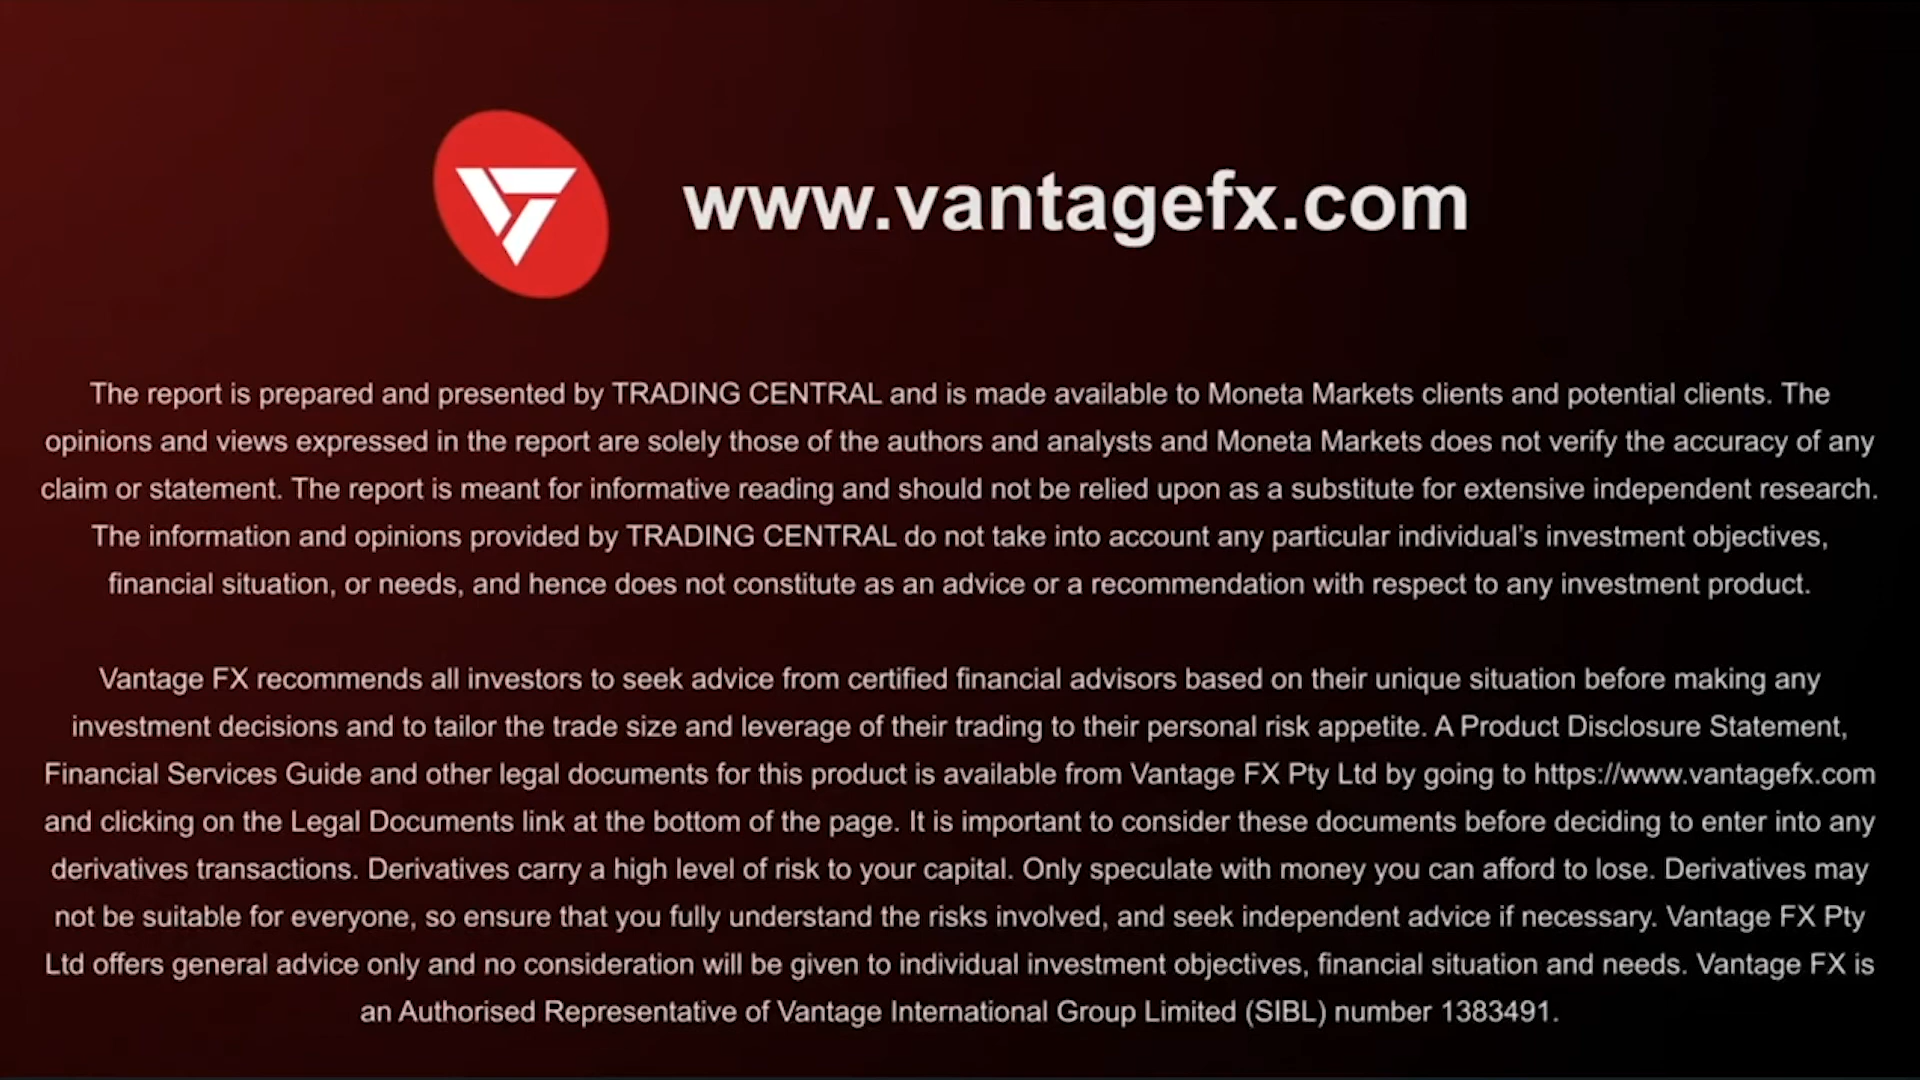 www.vantagefx.com
The report is prepared and presented by TRADING CENTRAL and is made available to Moneta Markets clients and potential clients. The
opinions and views expressed in the report are solely those of the authors and analysts and Moneta Markets does not verify the accuracy of any
claim or statement. The report is meant for informative reading and should not be relied upon as a substitute for extensive independent research.
The information and opinions provided by TRADING CENTRAL do not take into account any particular individual’s investment objectives,
financial situation, or needs, and hence does not constitute as an advice or a recommendation with respect to any investment product.
Vantage FX recommends all investors to seek advice from certified financial advisors based on their unique situation before making any
investment decisions and to tailor the trade size and leverage of their trading to their personal risk appetite. A Product Disclosure Statement,
Financial Services Guide and other legal documents for this product is available from Vantage FX Pty Ltd by going to https://www.vantagefx.com
and clicking on the Legal Documents link at the bottom of the page. It is important to consider these documents before deciding to enter into any
derivatives transactions. Derivatives carry a high level of risk to your capital. Only speculate with money you can afford to lose. Derivatives may
not be suitable for everyone, so ensure that you fully understand the risks involved, and seek independent advice if necessary. Vantage FX Pty
Ltd offers general advice only and no consideration will be given to individual investment objectives, financial situation and needs. Vantage FX is
an Authorised Representative of Vantage International Group Limited (SIBL) number 1383491.